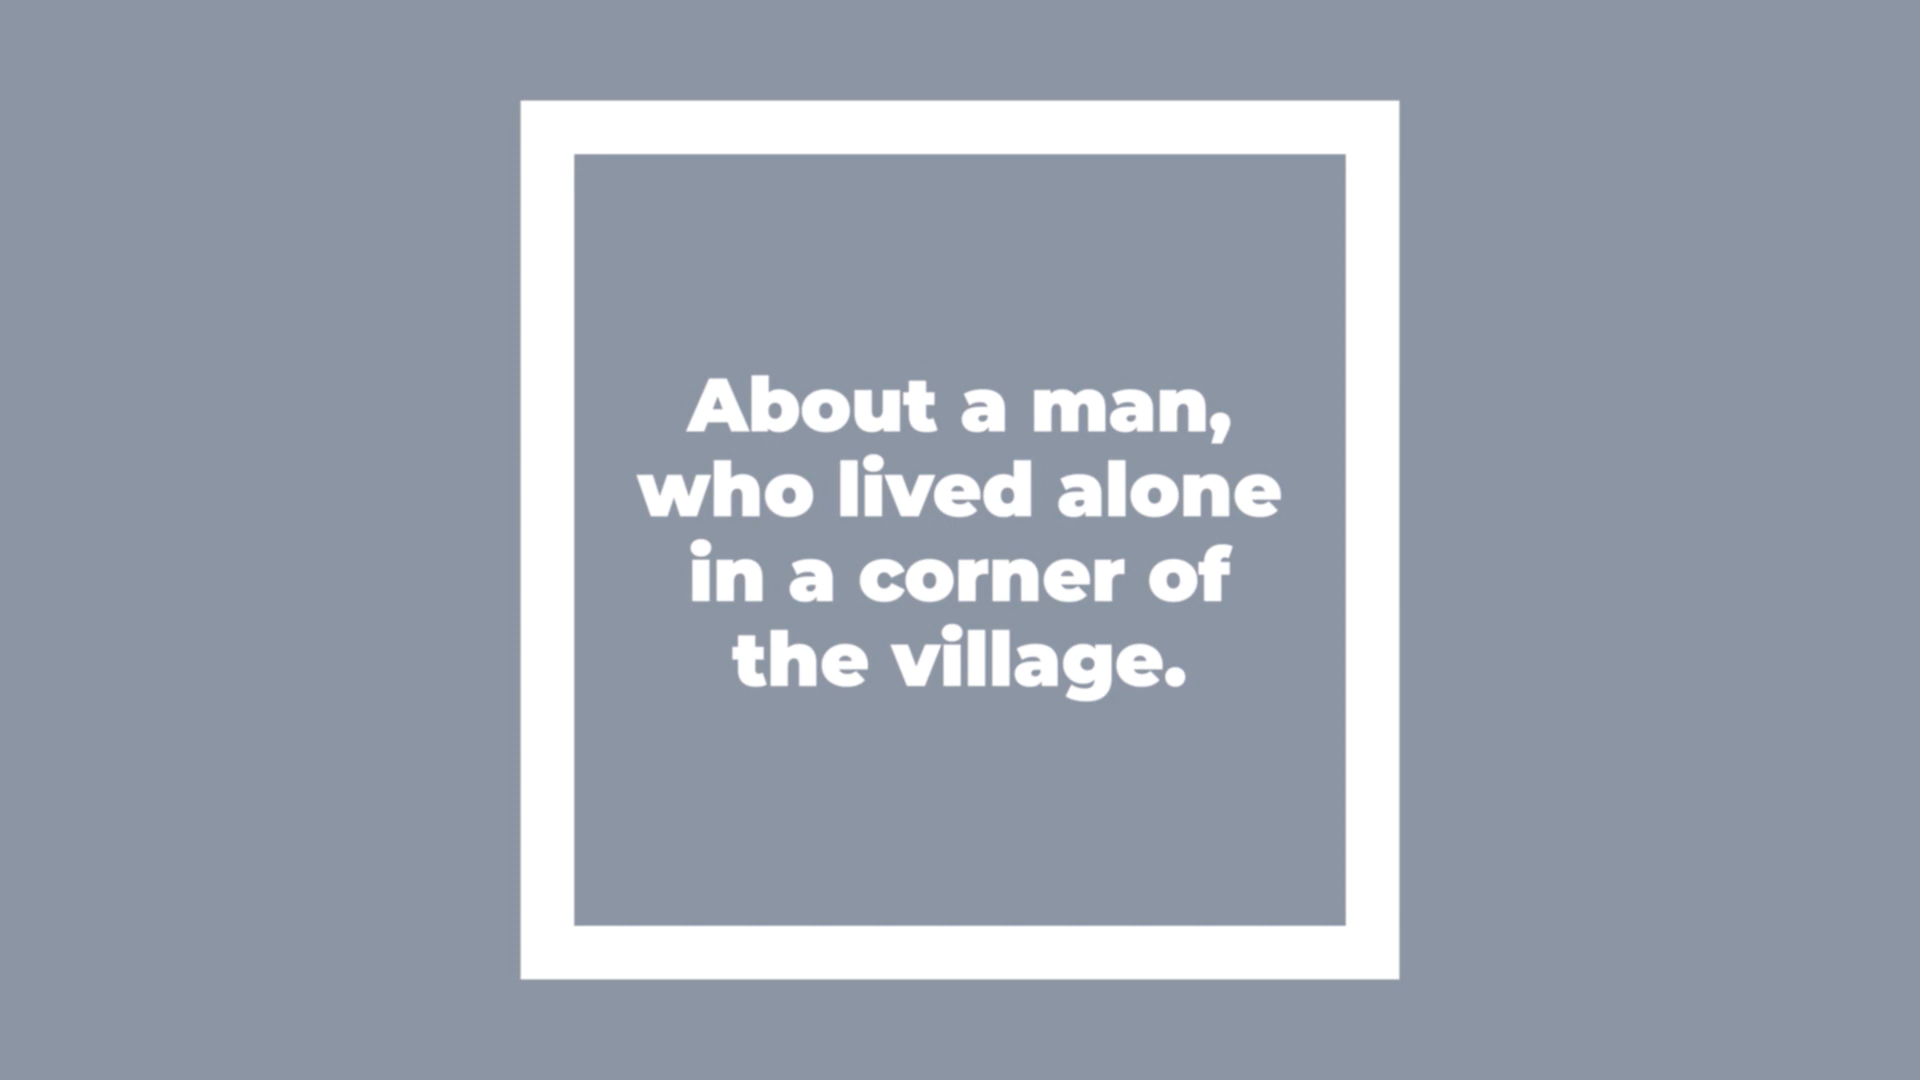 About a man,
who lived alone
in a corner of
the village.